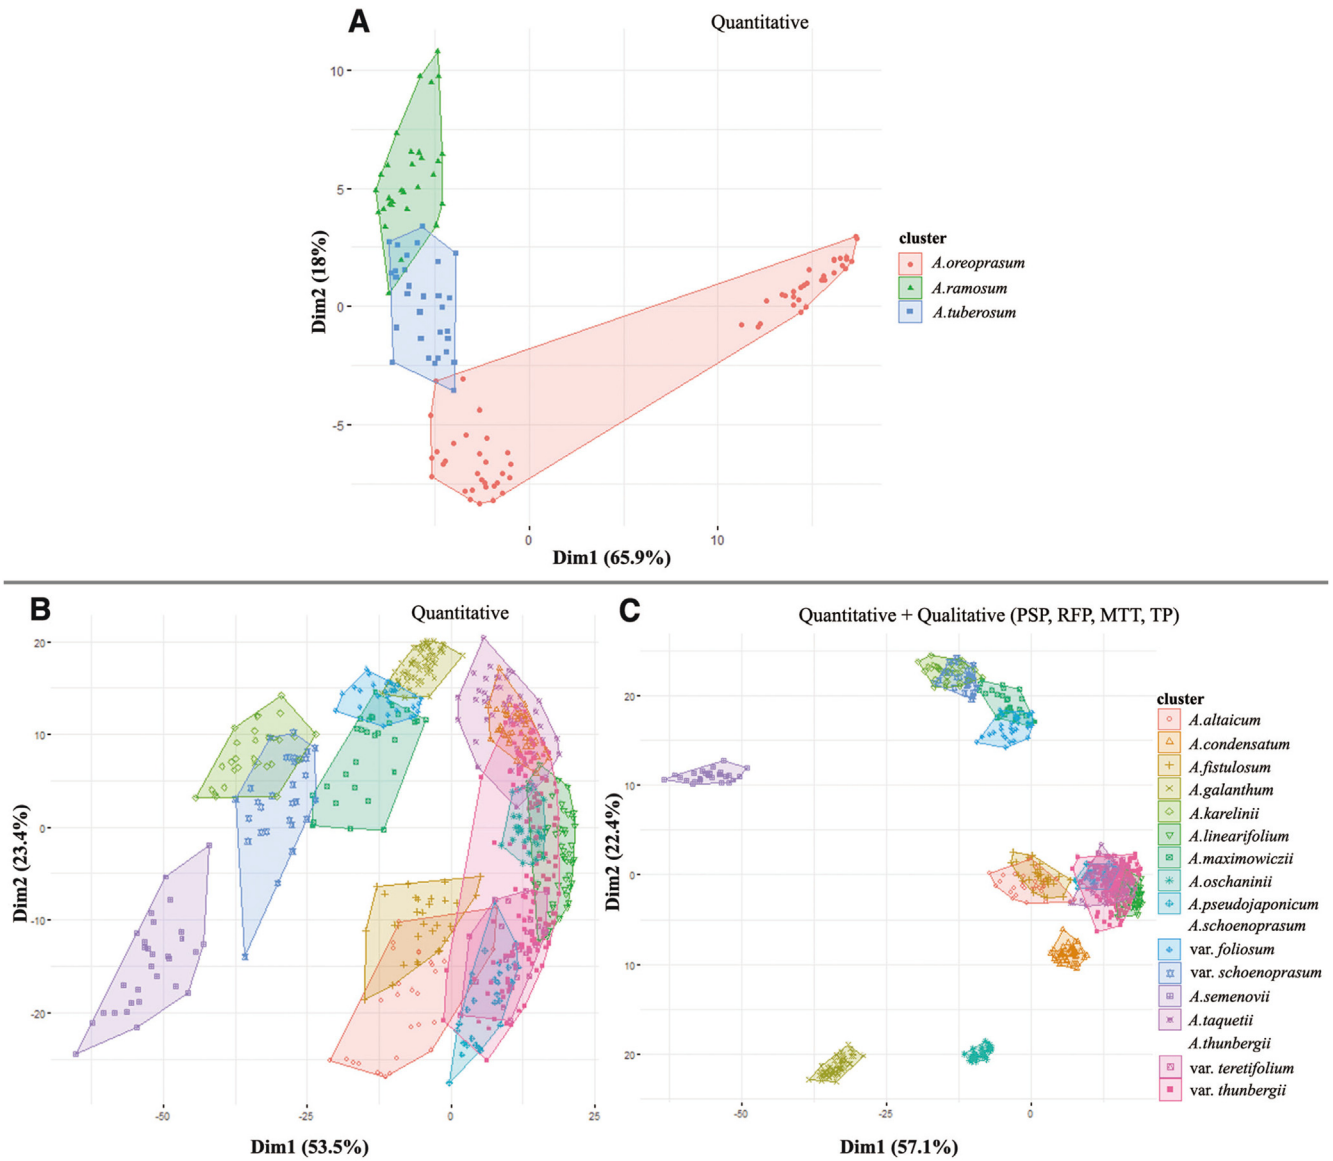 A
Quantitative
10
5
0
-5
Dim2 (18%)
0
10
Dim1 (65.9%)
cluster
A.oreoprasum
A.ramosum
A.tuberosum
B
Quantitative
20
10
0
-10
-20
Dim2 (23.4%)
-50
-25
0
25
Dim1 (53.5%)
C
Quantitative + Qualitative (PSP, RFP, MTT, TP)
20
10
0
10
20
Dim2 (22.4%)
-50
-25
0
Dim1 (57.1%)
cluster
A.altaicum
A.condensatum
A.fistulosum
A.galanthum
A.karelinii
A.linearifolium
A.maximowiczii
A.oschaninii
A.pseudojaponicum
A.schoenoprasum
var. foliosum
var. schoenoprasum
A.semenovii
A.taquetii
A.thunbergii
var. teretifolium
var. thunbergii